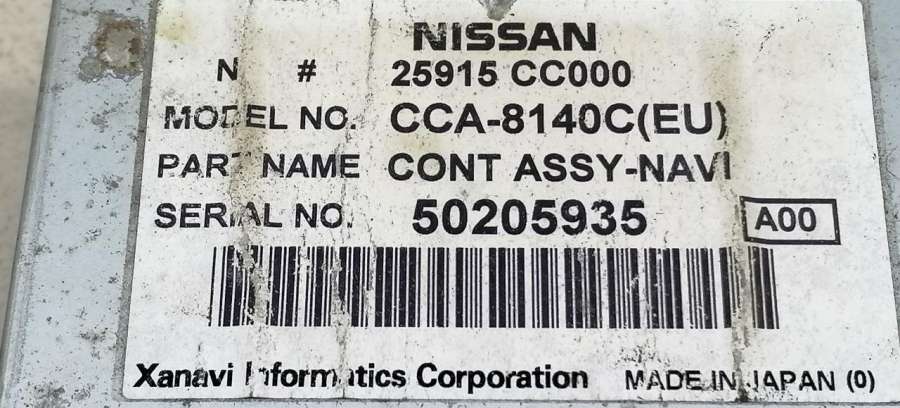 NISSAN
N # 25915 CC000
MODEL NO. CCA-8140C(EU)
PART NAME CONT ASSY-NAVI
SERIAL NO. 50205935 A00
Xanavi Informatics Corporation MADE IN JAPAN (0)